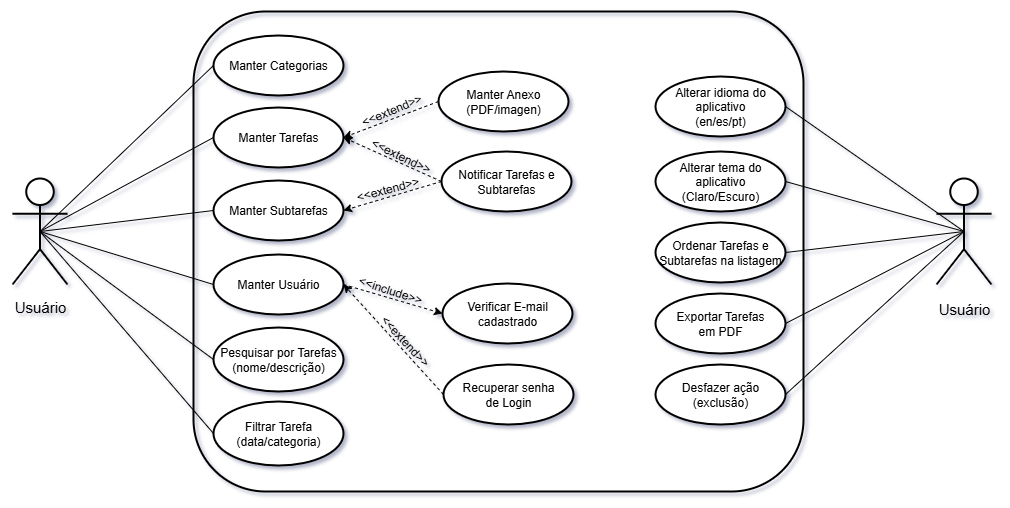 Manter Categorias
Manter Tarefas
Manter Subtarefas
Manter Usuário
Pesquisar por Tarefas
(nome/descrição)
Filtrar Tarefa
(data/categoria)
Usuário
<<extend>>
<<extend>>
<<extend>>
<<include>>
<<extend>>
Manter Anexo
(PDF/imagen)
Notificar Tarefas e
Subtarefas
Verificar E-mail
cadastrado
Recuperar senha
de Login
Alterar idioma do
aplicativo
(en/es/pt)
Alterar tema do
aplicativo
(Claro/Escuro)
Ordenar Tarefas e
Subtarefas na listagem
Exportar Tarefas
em PDF
Desfazer ação
(exclusão)
Usuário